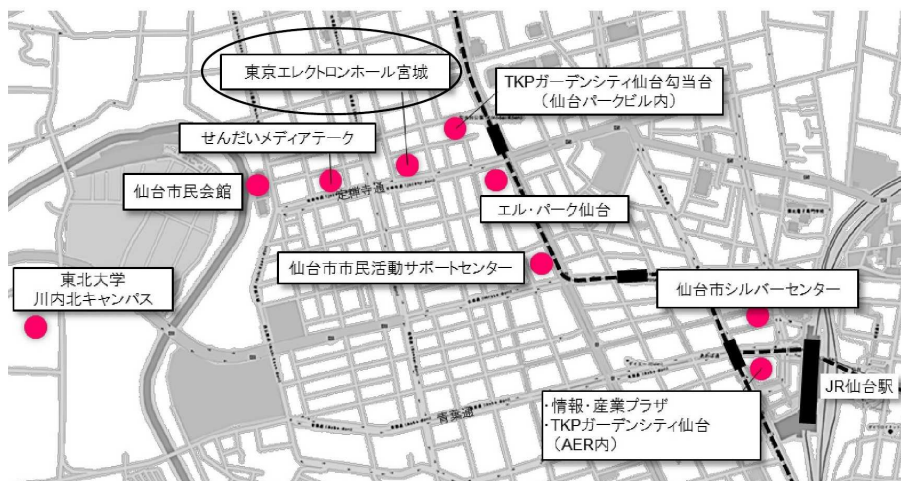 東京エレクトロンホール宮城
TKPガーデンシティ仙台勾当台
（仙台パークビル内）
せんだいメディアテーク
仙台市民会館
定禅寺通
エル・パーク仙台
仙台市市民活動サポートセンター
東北大学
川内北キャンパス
仙台市シルバーセンター
JR仙台駅
・情報・産業プラザ
・TKPガーデンシティ仙台
（AER内）
青葉通